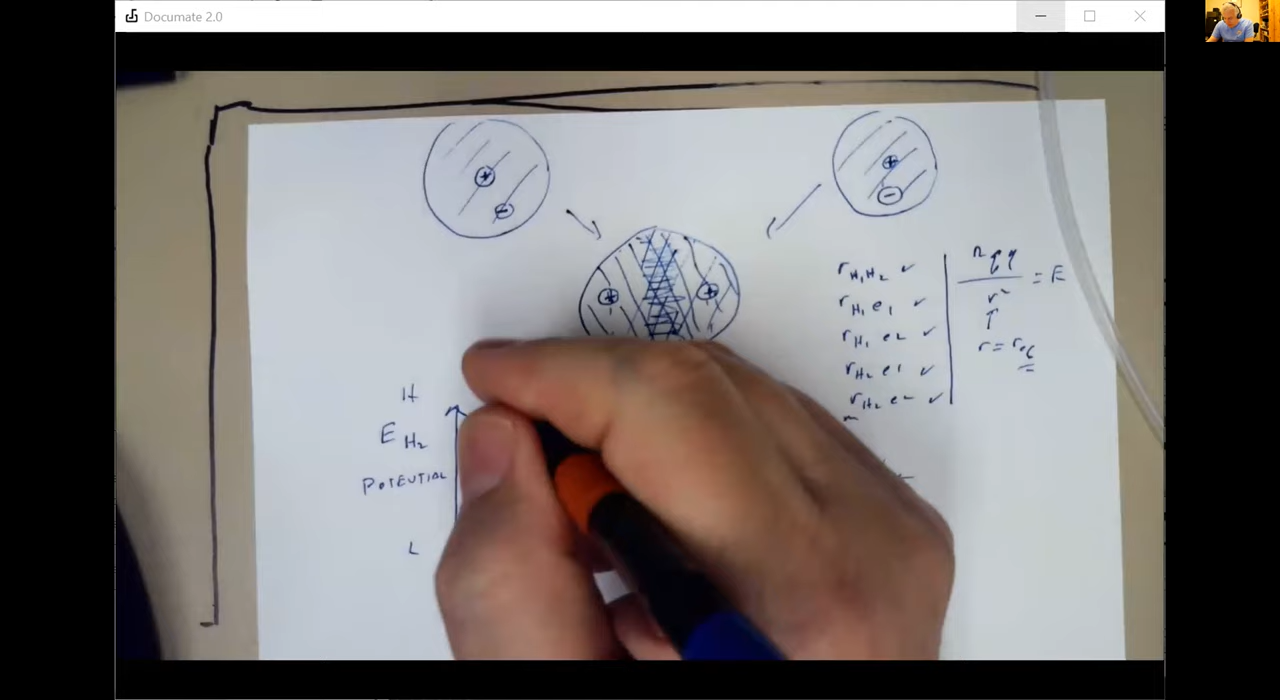 Documate 2.0
+
-
+
-
+
+
r H₁H₂ ✓
r H₁ e₁ ✓
r H₁ e₂ ✓
r H₂ e1 ✓
r H₂ e₂ ✓
r²
= E
r =
H
E H₂
POTENTIAL
L